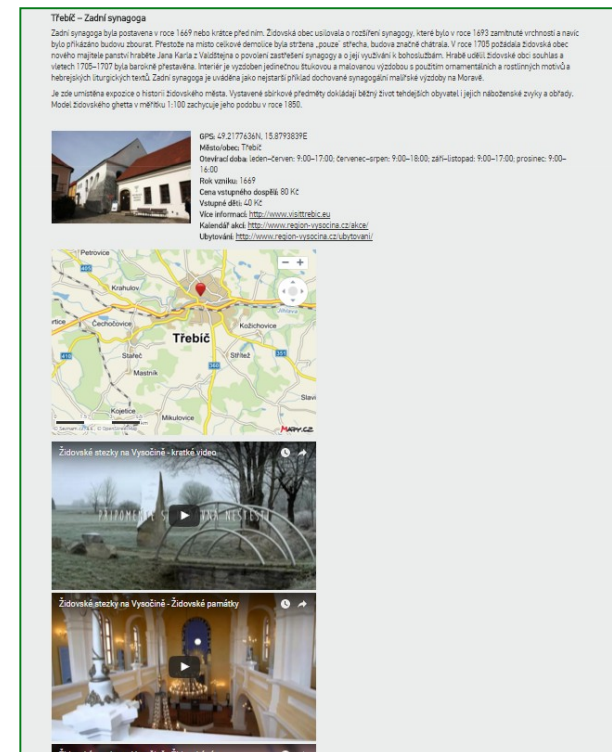 Třebíč – Zadní synagoga
Zadní synagoga byla postavena v roce 1669 nebo krátce před ním. Židovská obec usilovala o rozšíření synagogy, které bylo v roce 1693 zamítnuté vrchností a navíc
bylo přikázáno budovu zbourat. Přestože na místo celkové demolice byla stržena „pouze“ střecha, budova značně chátrala. V roce 1705 požádala židovská obec
nového majitele panství hraběte Jana Karla z Valdštejna o povolení zastřešení synagogy a o její využívání k bohoslužbám. Hrabě udělil židovské obci souhlas a
vletech 1705–1707 byla barokně přestavěna. Interiér je vyzdoben jedinečnou štukovou a malovanou výzdobou s použitím ornamentálních a rostlinných motivů a
hebrejských liturgických textů. Zadní synagoga je uváděna jako nejstarší příklad dochované synagogální malířské výzdoby na Moravě.
Je zde umístěna expozice o historii židovského města. Vystavené sbírkové předměty dokládají běžný život tehdejších obyvatel i jejich náboženské zvyky a obřady.
Model židovského ghetta v měřítku 1:100 zachycuje jeho podobu v roce 1850.
GPS: 49.2177636N, 15.8793839E
Město/obec: Třebíč
Otevírací doba: leden–červen: 9:00–17:00; červenec–srpen: 9:00–18:00; září–listopad: 9:00–17:00; prosinec: 9:00–
16:00
Rok vzniku: 1669
Cena vstupného dospělí: 80 Kč
Vstupné děti: 40 Kč
Více informací: http://www.visittrebic.eu
Kalendář akcí: http://www.region-vysocina.cz/akce/
Ubytování: http://www.region-vysocina.cz/ubytovani/
Petrovice
Krahulov
Čechočovice
Třebíč
Kožichovice
Stařeč
Střítež
Mastník
Slavi
Kojetice
Mikulovice
MAPY.CZ
Židovské stezky na Vysočině - kratké video
Židovské stezky na Vysočině - Židovské památky